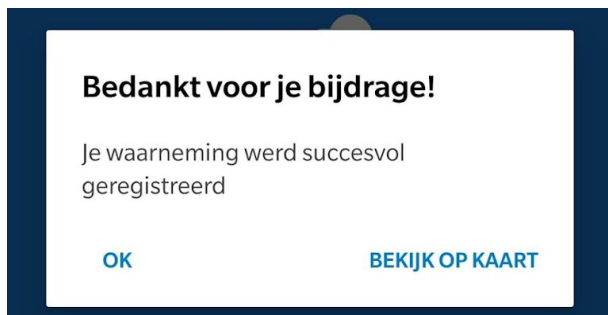 Bedankt voor je bijdrage!
Je waarneming werd succesvol
geregistreerd
OK
BEKIJK OP KAART